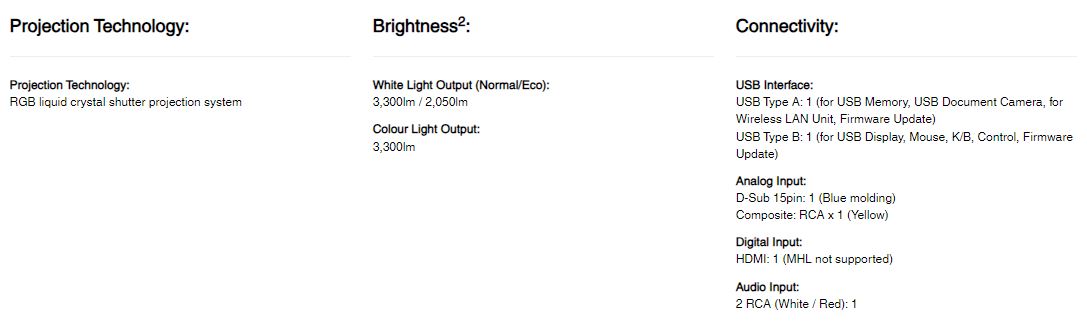 Projection Technology:
Projection Technology:
RGB liquid crystal shutter projection system
Brightness2:
White Light Output (Normal/Eco):
3,300lm / 2,050lm
Colour Light Output:
3,300lm
Connectivity:
USB Interface:
USB Type A: 1 (for USB Memory, USB Document Camera, for
Wireless LAN Unit, Firmware Update)
USB Type B: 1 (for USB Display, Mouse, K/B, Control, Firmware
Update)
Analog Input:
D-Sub 15pin: 1 (Blue molding)
Composite: RCA x 1 (Yellow)
Digital Input:
HDMI: 1 (MHL not supported)
Audio Input:
2 RCA (White / Red): 1